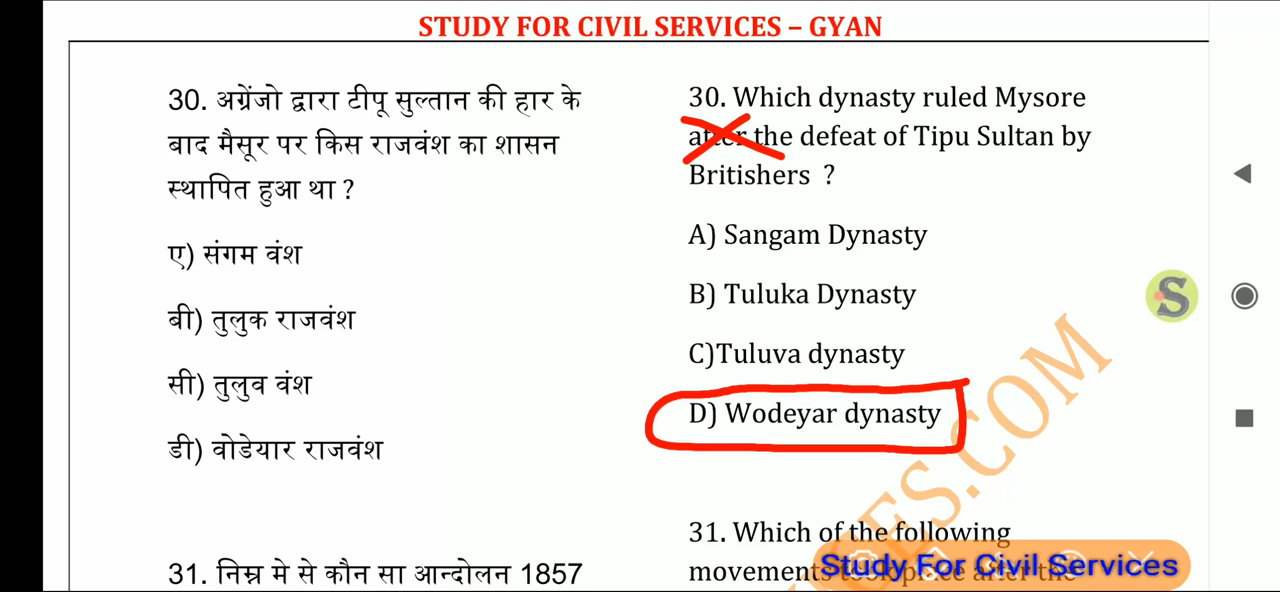 STUDY FOR CIVIL SERVICES – GYAN
30. अग्रेंजो द्वारा टीपू सुल्तान की हार के
बाद मैसूर पर किस राजवंश का शासन
स्थापित हुआ था ?
ए) संगम वंश
बी) तुलुक राजवंश
सी) तुलुव वंश
डी) वोडेयार राजवंश
31. निम्न मे से कौन सा आन्दोलन 1857
30. Which dynasty ruled Mysore
after the defeat of Tipu Sultan by
Britishers ?
A) Sangam Dynasty
B) Tuluka Dynasty
C)Tuluva dynasty
D) Wodeyar dynasty
31. Which of the following
movements took place after the
Study For Civil Services
S
.COM